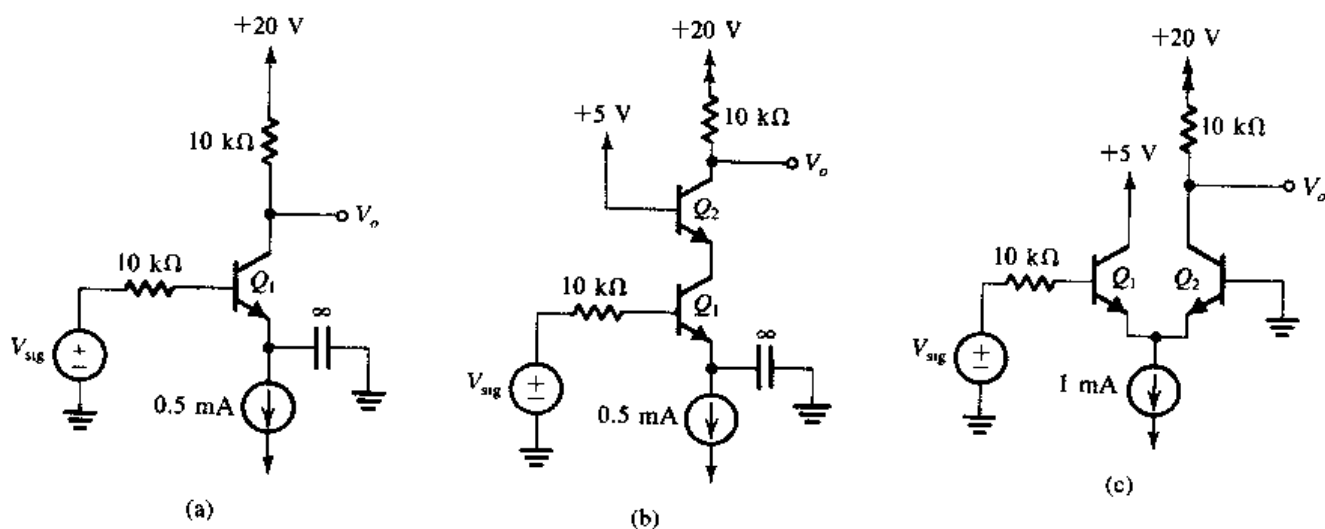 +20 V
10 kΩ
Vo
10 kΩ
Q1
∞
Vsig
0.5 mA
(a)
+20 V
10 kΩ
+5 V
Vo
Q2
10 kΩ
Q1
∞
Vsig
0.5 mA
(b)
+20 V
10 kΩ
+5 V
Vo
10 kΩ
Q1
Q2
Vsig
1 mA
(c)